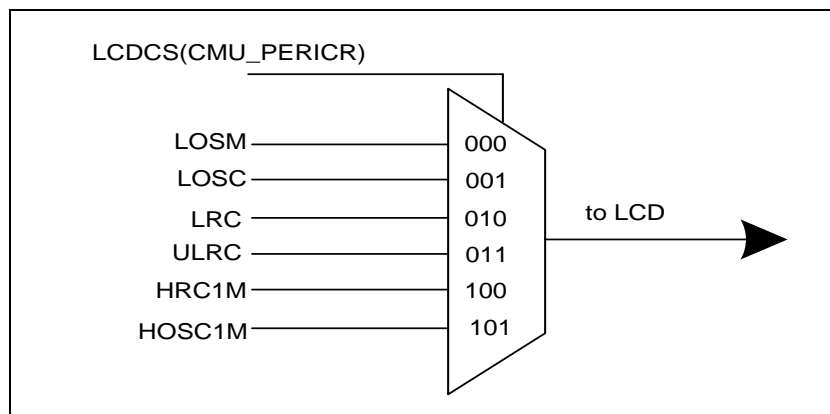 LCDCS(CMU_PERICR)
LOSM 000
LOSC 001
LRC 010
to LCD
ULRC 011
HRC1M 100
HOSC1M 101